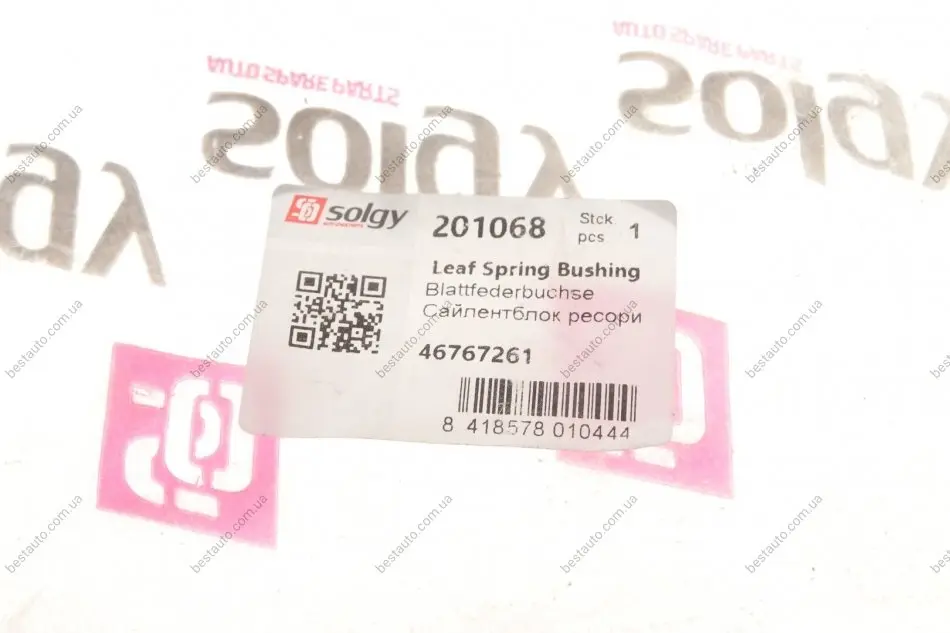 AUTO SPARE PARTS
solgy
AUTO SPARE PARTS
solgy
solgy
solgy
201068
Stck
pcs
1
Leaf Spring Bushing
Blattfederbuchse
Сайлентблок ресори
46767261
8 418578 010444
bestauto.com.ua